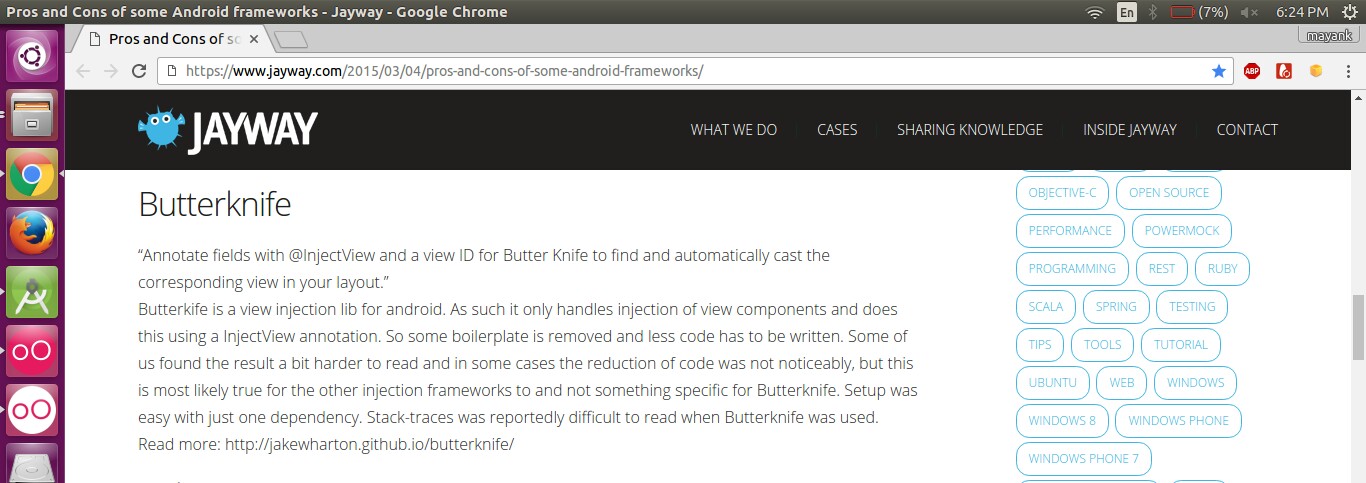 Pros and Cons of some Android frameworks - Jayway - Google Chrome
En
(7%)
6:24 PM
Pros and Cons of so
mayank
https://www.jayway.com/2015/03/04/pros-and-cons-of-some-android-frameworks/
ABP
JAYWAY
WHAT WE DO
CASES
SHARING KNOWLEDGE
INSIDE JAYWAY
CONTACT
Butterknife
“Annotate fields with @InjectView and a view ID for Butter Knife to find and automatically cast the
corresponding view in your layout.”
Butterkife is a view injection lib for android. As such it only handles injection of view components and does
this using a InjectView annotation. So some boilerplate is removed and less code has to be written. Some of
us found the result a bit harder to read and in some cases the reduction of code was not noticeably, but this
is most likely true for the other injection frameworks to and not something specific for Butterknife. Setup was
easy with just one dependency. Stack-traces was reportedly difficult to read when Butterknife was used.
Read more: http://jakewharton.github.io/butterknife/
OBJECTIVE-C OPEN SOURCE
PERFORMANCE POWERMOCK
PROGRAMMING REST RUBY
SCALA SPRING TESTING
TIPS TOOLS TUTORIAL
UBUNTU WEB WINDOWS
WINDOWS 8 WINDOWS PHONE
WINDOWS PHONE 7